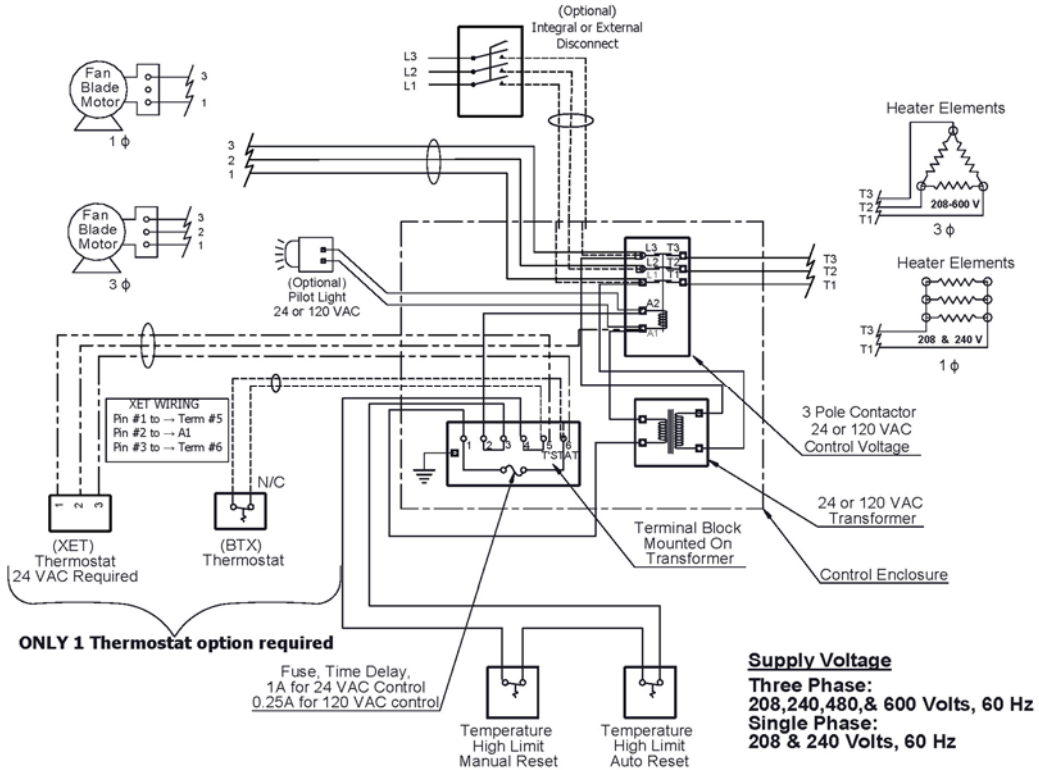 (Optional)
Integral or External
Disconnect
L3
L2
L1
Fan
Blade
Motor
3
1
1 ϕ
3
2
1
Fan
Blade
Motor
3
2
1
3 ϕ
(Optional)
Pilot Light
24 or 120 VAC
L3 T3
L2 T2
L1 T1
A2
A1
T3
T2
T1
Heater Elements
T3
T2
T1
208-600 V
3 ϕ
Heater Elements
T3
T1
208 & 240 V
1 ϕ
XET WIRING
Pin #1 to → Term #5
Pin #2 to → A1
Pin #3 to → Term #6
1 2 3 4 5 6
T'STAT
N/C
1 2 3
(XET)
Thermostat
24 VAC Required
(BTX)
Thermostat
3 Pole Contactor
24 or 120 VAC
Control Voltage
24 or 120 VAC
Transformer
Terminal Block
Mounted On
Transformer
Control Enclosure
ONLY 1 Thermostat option required
Fuse, Time Delay,
1A for 24 VAC Control
0.25A for 120 VAC control
Temperature
High Limit
Manual Reset
Temperature
High Limit
Auto Reset
Supply Voltage
Three Phase:
208,240,480,& 600 Volts, 60 Hz
Single Phase:
208 & 240 Volts, 60 Hz